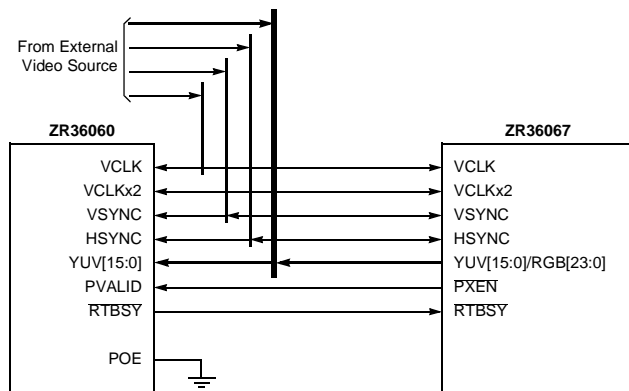 From External
Video Source
ZR36060
ZR36067
VCLK
VCLK
VCLKx2
VCLKx2
VSYNC
VSYNC
HSYNC
HSYNC
YUV[15:0]
YUV[15:0]/RGB[23:0]
PVALID
PXEN
RTBSY
RTBSY
POE